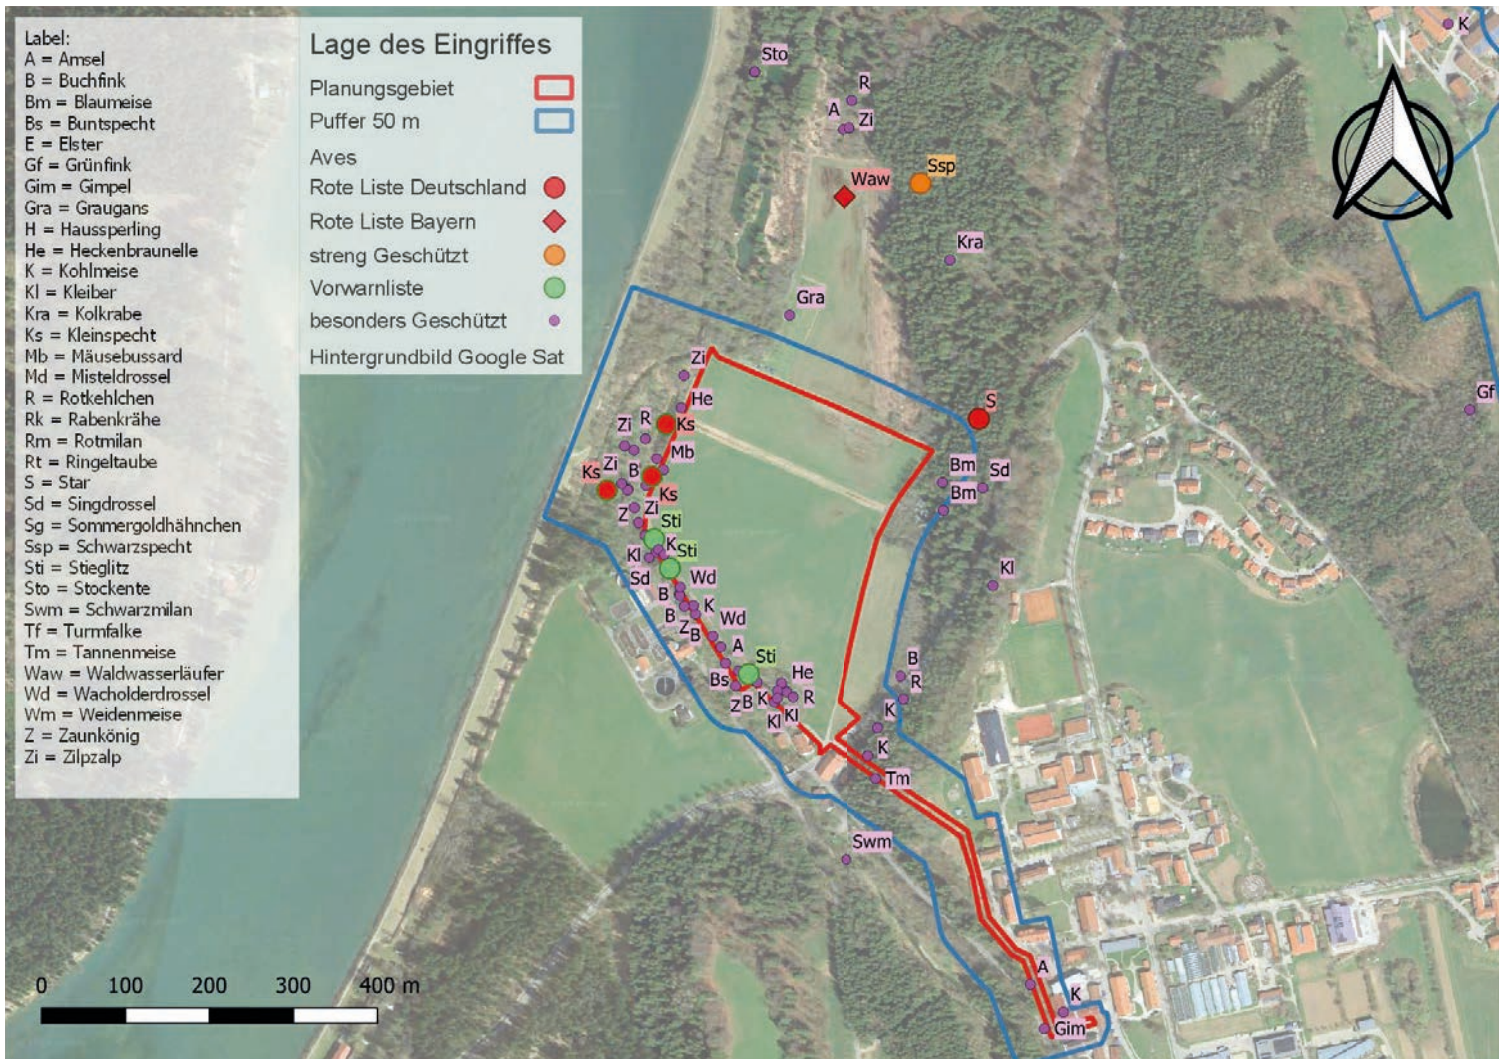 Label:
A = Amsel
B = Buchfink
Bm = Blaumeise
Bs = Buntspecht
E = Elster
Gf = Grünfink
Gim = Gimpel
Gra = Graugans
H = Haussperling
He = Heckenbraunelle
K = Kohlmeise
Kl = Kleiber
Kra = Kolkrabe
Ks = Kleinspecht
Mb = Mäusebussard
Md = Misteldrossel
R = Rotkehlchen
Rk = Rabenkrähe
Rm = Rotmilan
Rt = Ringeltaube
S = Star
Sd = Singdrossel
Sg = Sommergoldhähnchen
Ssp = Schwarzspecht
Sti = Stieglitz
Sto = Stockente
Swm = Schwarzmilan
Tf = Turmfalke
Tm = Tannenmeise
Waw = Waldwasserläufer
Wd = Wacholderdrossel
Wm = Weidenmeise
Z = Zaunkönig
Zi = Zilpzalp
Lage des Eingriffes
Planungsgebiet
Puffer 50 m
Aves
Rote Liste Deutschland
Rote Liste Bayern
streng Geschützt
Vorwarnliste
besonders Geschützt
Hintergrundbild Google Sat
K
N
Sto
R
A
Zi
Ssp
Waw
Kra
Gra
Zi
He
Gf
S
Ks
R
Zi
Mb
Zi
B
Ks
Ks
Bm
Sd
Bm
Zi
Z
Sti
K
Sti
Kl
Sd
Wd
Kl
B
K
B
Z
B
Wd
A
Sti
Bs
He
B
R
K
R
Z
B
Kl
Kl
K
K
Tm
Swm
A
K
Gim
0 100 200 300 400 m